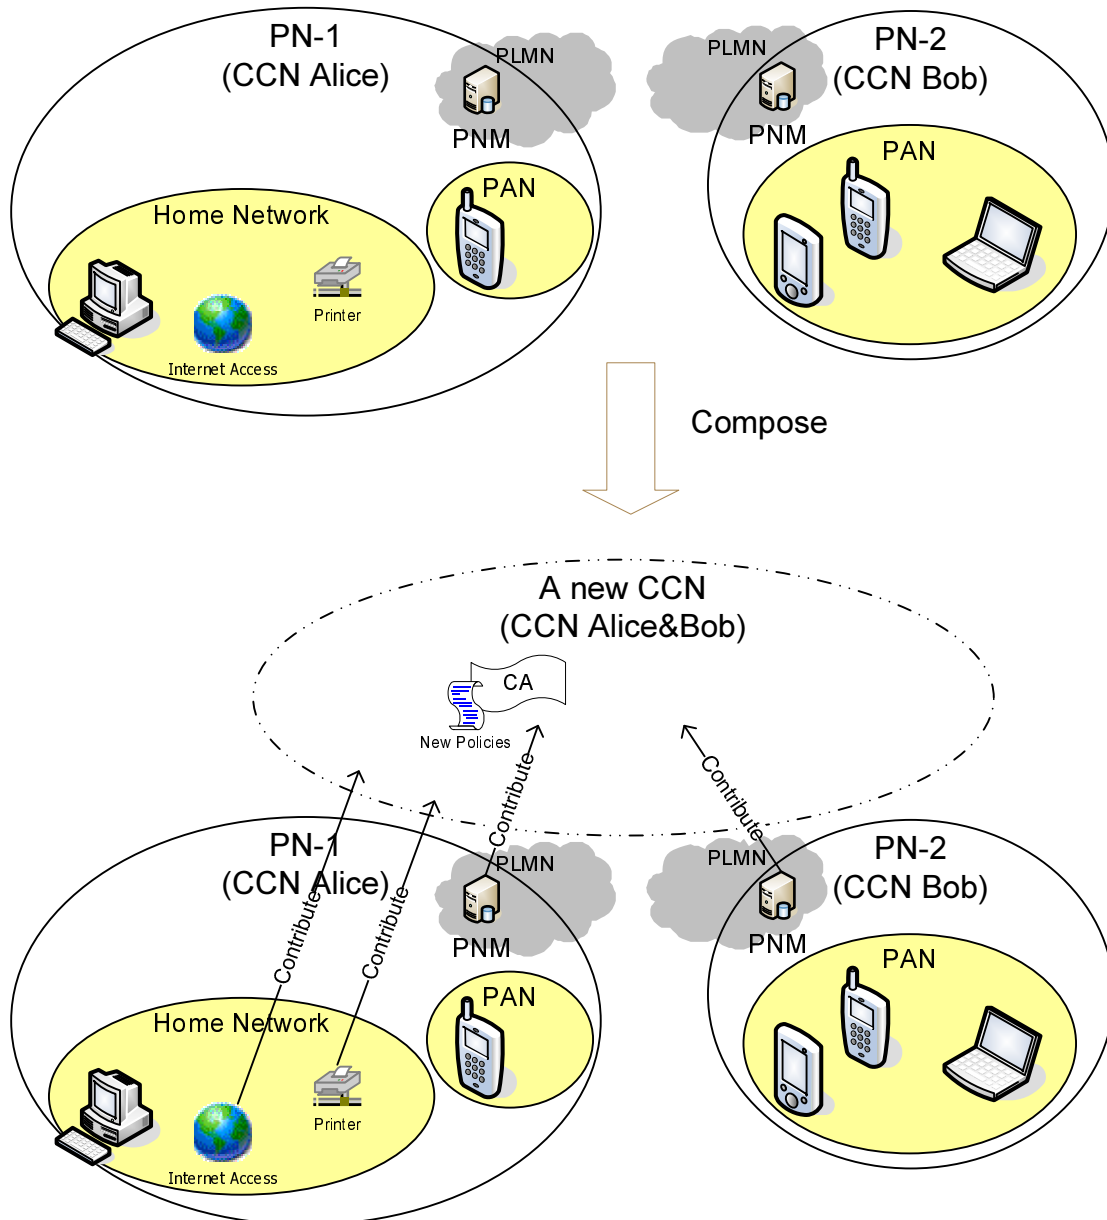 PN-1
(CCN Alice)
PLMN
PNM
PAN
Home Network
Printer
Internet Access
PLMN
PNM
PN-2
(CCN Bob)
PAN
Compose
A new CCN
(CCN Alice&Bob)
CA
New Policies
Contribute
Contribute
Contribute
Contribute
PN-1
(CCN Alice)
PLMN
PNM
PAN
Home Network
Printer
Internet Access
PLMN
PNM
PN-2
(CCN Bob)
PAN